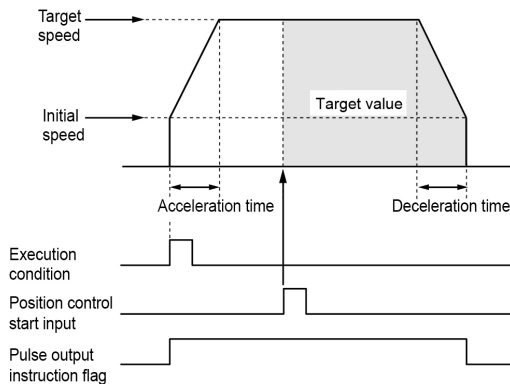 Target
speed
Target value
Initial
speed
Acceleration time
Deceleration time
Execution
condition
Position control
start input
Pulse output
instruction flag